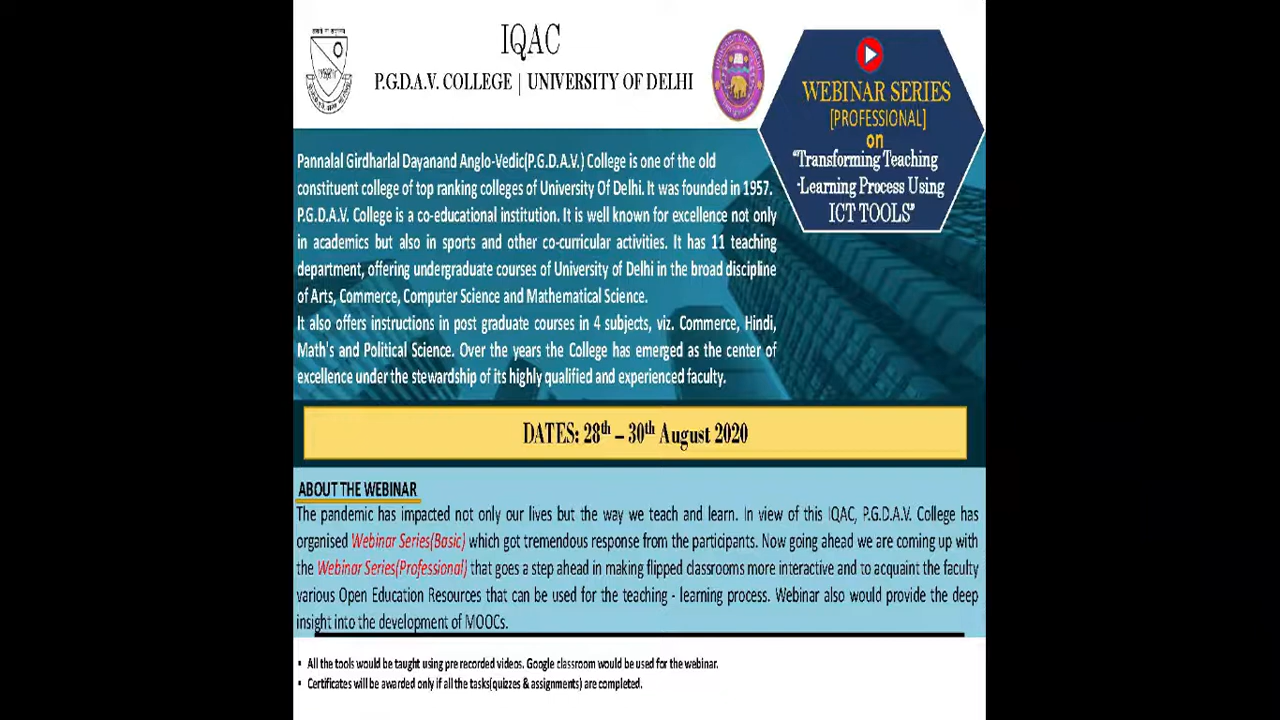 IQAC
P.G.D.A.V. COLLEGE | UNIVERSITY OF DELHI
WEBINAR SERIES
[PROFESSIONAL]
on
“Transforming Teaching
-Learning Process Using
ICT TOOLS”
Pannalal Girdharlal Dayanand Anglo-Vedic(P.G.D.A.V.) College is one of the old
constituent college of top ranking colleges of University Of Delhi. It was founded in 1957.
P.G.D.A.V. College is a co-educational institution. It is well known for excellence not only
in academics but also in sports and other co-curricular activities. It has 11 teaching
department, offering undergraduate courses of University of Delhi in the broad discipline
of Arts, Commerce, Computer Science and Mathematical Science.
It also offers instructions in post graduate courses in 4 subjects, viz. Commerce, Hindi,
Math's and Political Science. Over the years the College has emerged as the center of
excellence under the stewardship of its highly qualified and experienced faculty.
DATES: 28th – 30th August 2020
ABOUT THE WEBINAR
The pandemic has impacted not only our lives but the way we teach and learn. In view of this IQAC, P.G.D.A.V. College has
organised Webinar Series(Basic) which got tremendous response from the participants. Now going ahead we are coming up with
the Webinar Series(Professional) that goes a step ahead in making flipped classrooms more interactive and to acquaint the faculty
various Open Education Resources that can be used for the teaching - learning process. Webinar also would provide the deep
insight into the development of MOOCs.
▪ All the tools would be taught using pre recorded videos. Google classroom would be used for the webinar.
▪ Certificates will be awarded only if all the tasks(quizzes & assignments) are completed.